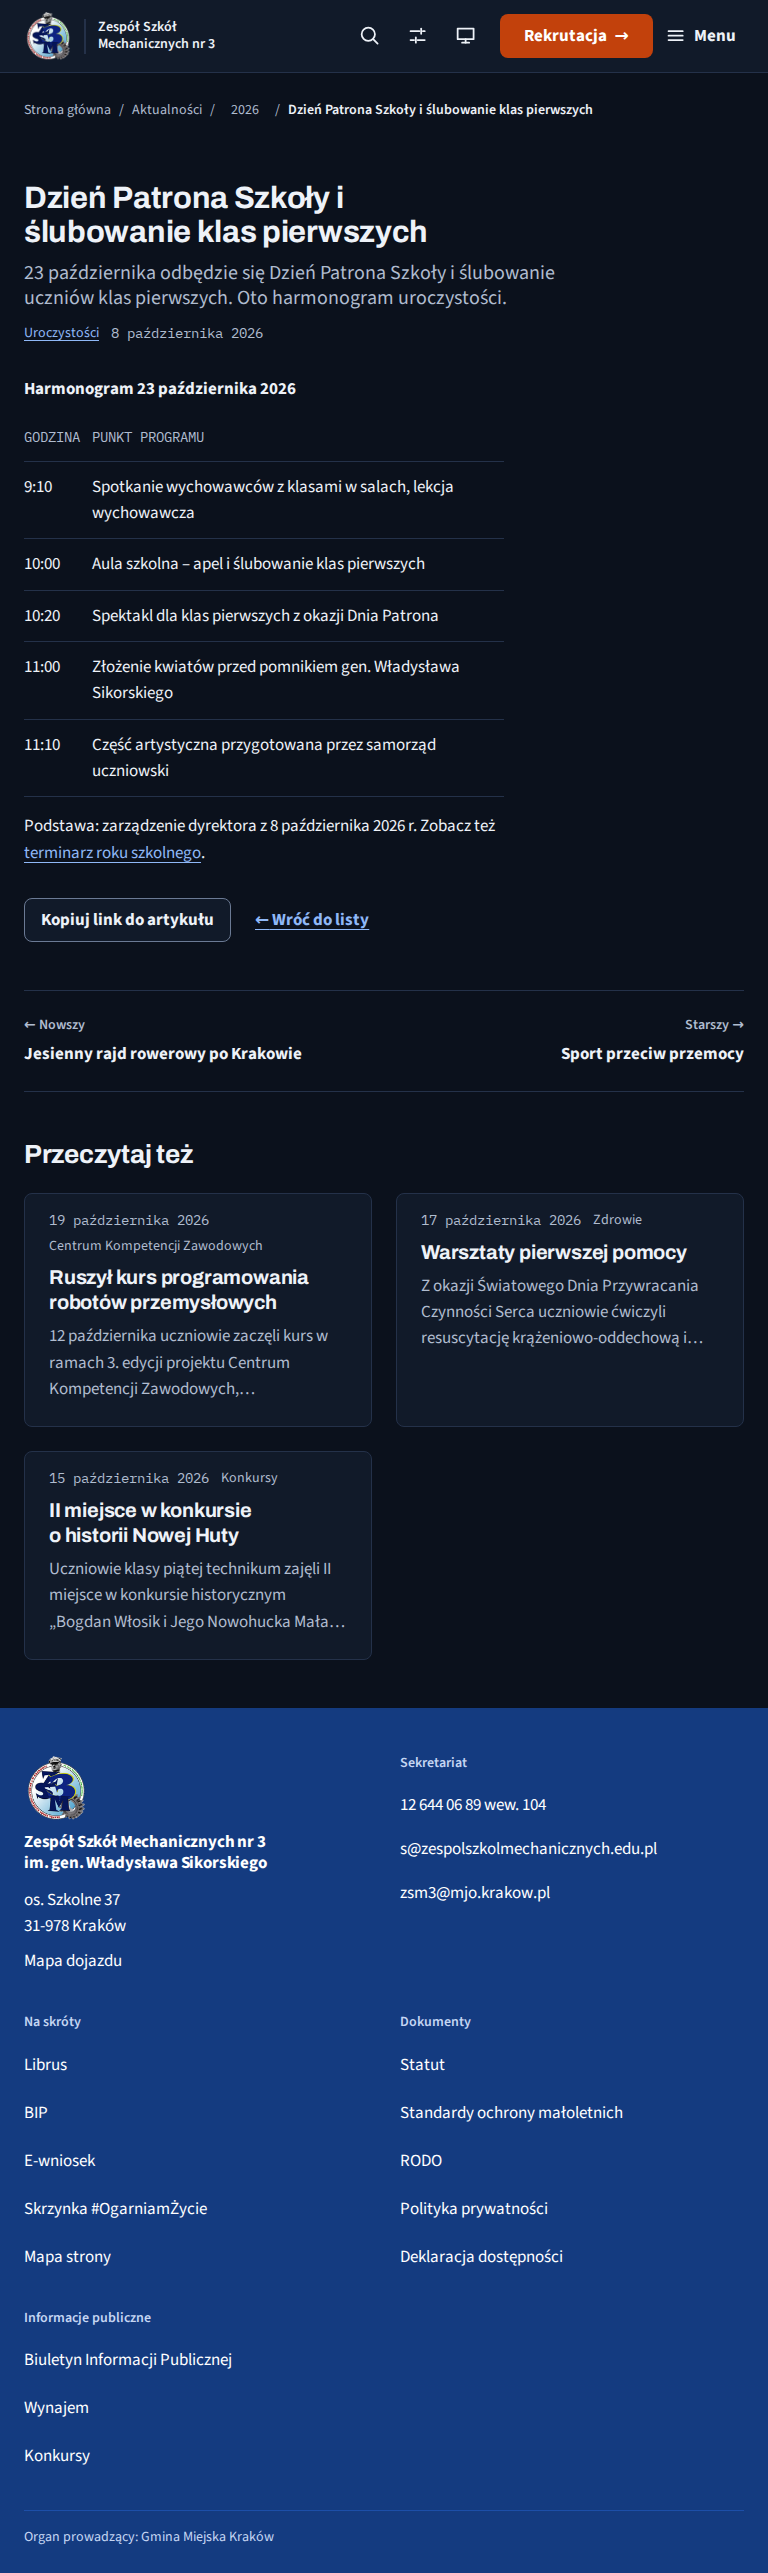 Zespół Szkół
Mechanicznych nr 3
Rekrutacja →
Menu
Strona główna / Aktualności / 2026 / Dzień Patrona Szkoły i ślubowanie klas pierwszych
Dzień Patrona Szkoły i
ślubowanie klas pierwszych
23 października odbędzie się Dzień Patrona Szkoły i ślubowanie
uczniów klas pierwszych. Oto harmonogram uroczystości.
Uroczystości 8 października 2026
Harmonogram 23 października 2026
GODZINA PUNKT PROGRAMU
9:10 Spotkanie wychowawców z klasami w salach, lekcja
wychowawcza
10:00 Aula szkolna – apel i ślubowanie klas pierwszych
10:20 Spektakl dla klas pierwszych z okazji Dnia Patrona
11:00 Złożenie kwiatów przed pomnikiem gen. Władysława
Sikorskiego
11:10 Część artystyczna przygotowana przez samorząd
uczniowski
Podstawa: zarządzenie dyrektora z 8 października 2026 r. Zobacz też
terminarz roku szkolnego.
Kopiuj link do artykułu
← Wróć do listy
← Nowszy
Jesienny rajd rowerowy po Krakowie
Starszy →
Sport przeciw przemocy
Przeczytaj też
19 października 2026
Centrum Kompetencji Zawodowych
Ruszył kurs programowania
robotów przemysłowych
12 października uczniowie zaczęli kurs w
ramach 3. edycji projektu Centrum
Kompetencji Zawodowych,…
17 października 2026 Zdrowie
Warsztaty pierwszej pomocy
Z okazji Światowego Dnia Przywracania
Czynności Serca uczniowie ćwiczyli
resuscytację krążeniowo-oddechową i…
15 października 2026 Konkursy
II miejsce w konkursie
o historii Nowej Huty
Uczniowie klasy piątej technikum zajęli II
miejsce w konkursie historycznym
„Bogdan Włosik i Jego Nowohucka Mała…
Zespół Szkół Mechanicznych nr 3
im. gen. Władysława Sikorskiego
os. Szkolne 37
31-978 Kraków
Mapa dojazdu
Sekretariat
12 644 06 89 wew. 104
s@zespolszkolmechanicznych.edu.pl
zsm3@mjo.krakow.pl
Na skróty
Librus
BIP
E-wniosek
Skrzynka #OgarniamŻycie
Mapa strony
Dokumenty
Statut
Standardy ochrony małoletnich
RODO
Polityka prywatności
Deklaracja dostępności
Informacje publiczne
Biuletyn Informacji Publicznej
Wynajem
Konkursy
Organ prowadzący: Gmina Miejska Kraków